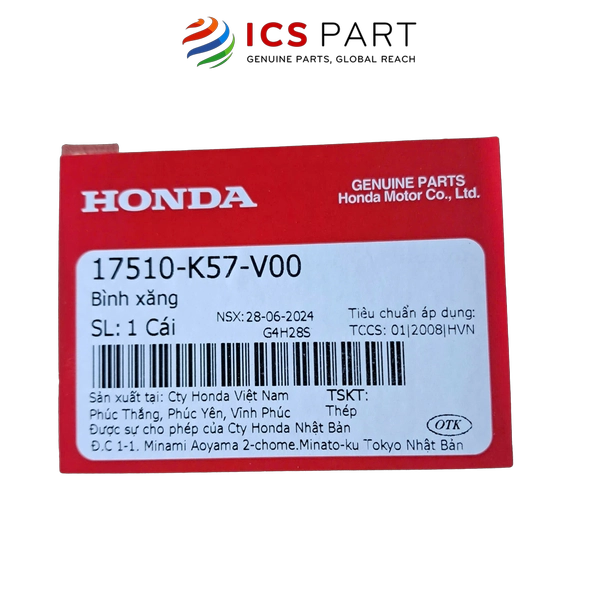 ICS PART
GENUINE PARTS, GLOBAL REACH
HONDA
GENUINE PARTS
Honda Motor Co., Ltd.
17510-K57-V00
Bình xăng
SL: 1 Cái
NSX: 28-06-2024
G4H28S
Tiêu chuẩn áp dụng:
TCCS: 01|2008|HVN
Sản xuất tại: Cty Honda Việt Nam
TSKT:
Phúc Thắng, Phúc Yên, Vĩnh Phúc
Thép
Được sự cho phép của Cty Honda Nhật Bản
Đ.C 1-1. Minami Aoyama 2-chome.Minato-ku Tokyo Nhật Bản
OTK